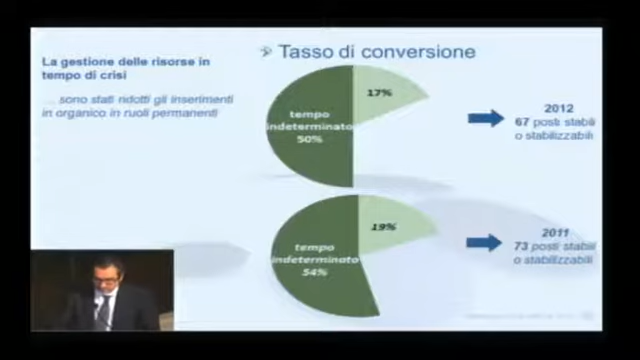 La gestione delle risorse in
tempo di crisi
... sono stati ridotti gli inserimenti
in organico in ruoli permanenti
Tasso di conversione
17%
tempo
indeterminato
50%
2012
67 posti stabili
o stabilizzabili
19%
tempo
indeterminato
54%
2011
73 posti stabili
o stabilizzabili